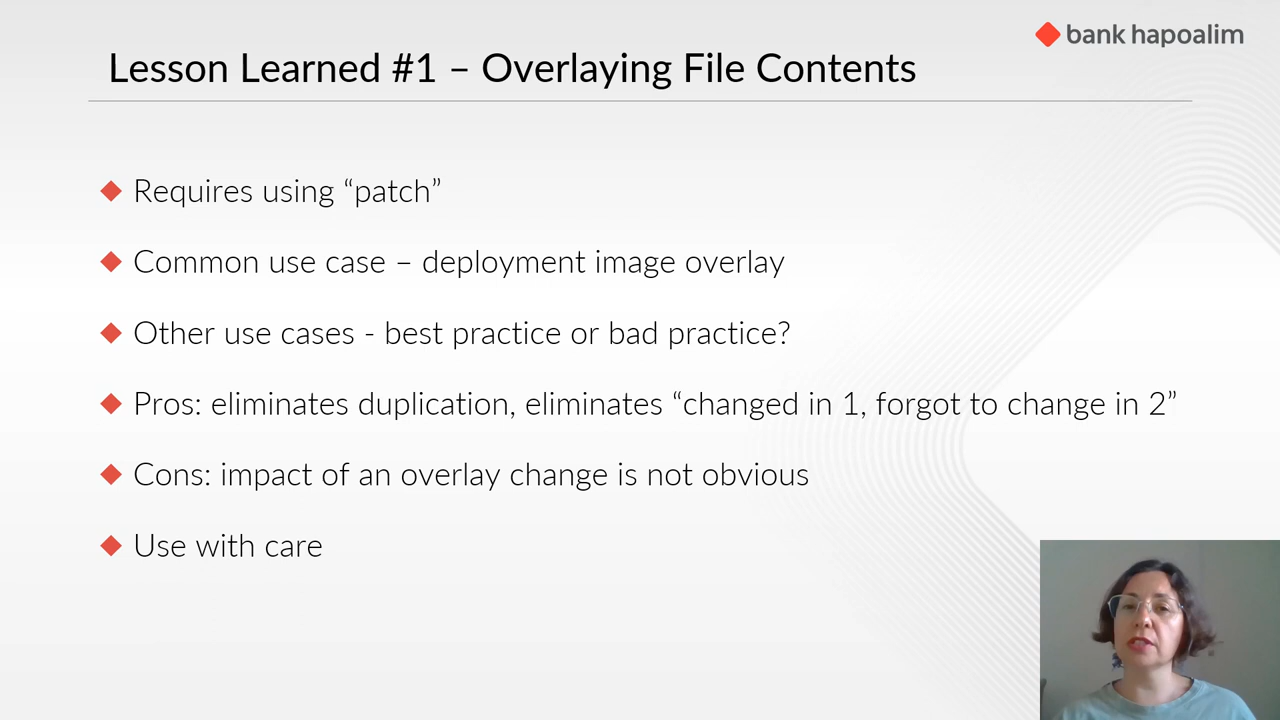 bank hapoalim
Lesson Learned #1 – Overlaying File Contents
Requires using “patch”
Common use case – deployment image overlay
Other use cases - best practice or bad practice?
Pros: eliminates duplication, eliminates “changed in 1, forgot to change in 2”
Cons: impact of an overlay change is not obvious
Use with care